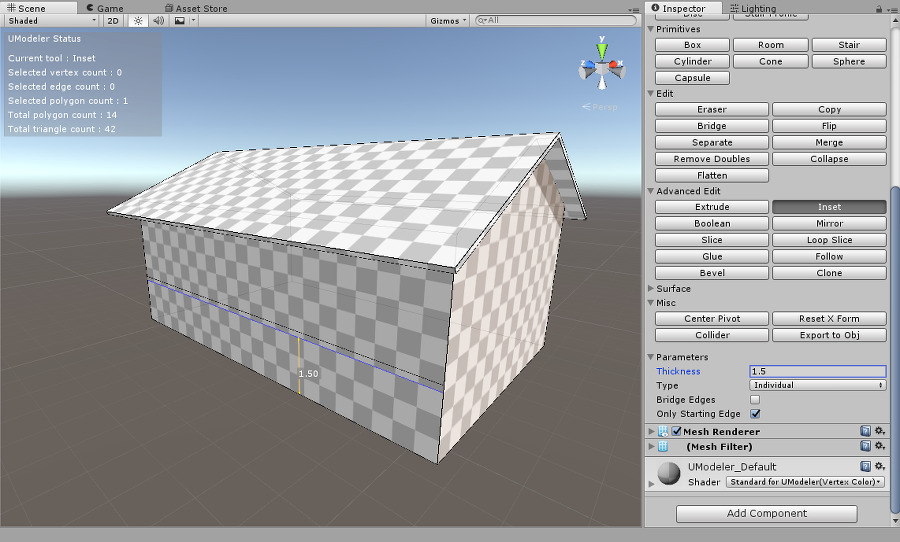 Scene
Game
Asset Store
Shaded
2D
Gizmos
All
UModeler Status
Current tool : Inset
Selected vertex count : 0
Selected edge count : 0
Selected polygon count : 1
Total polygon count : 14
Total triangle count : 42
y
z
x
Persp
1.50
Inspector
Lighting
Disc
Stair Profile
Primitives
Box
Room
Stair
Cylinder
Cone
Sphere
Capsule
Edit
Eraser
Copy
Bridge
Flip
Separate
Merge
Remove Doubles
Collapse
Flatten
Advanced Edit
Extrude
Inset
Boolean
Mirror
Slice
Loop Slice
Glue
Follow
Bevel
Clone
Surface
Misc
Center Pivot
Reset X Form
Collider
Export to Obj
Parameters
Thickness
1.5
Type
Individual
Bridge Edges
Only Starting Edge
Mesh Renderer
(Mesh Filter)
UModeler_Default
Shader
Standard for UModeler(Vertex Color)
Add Component